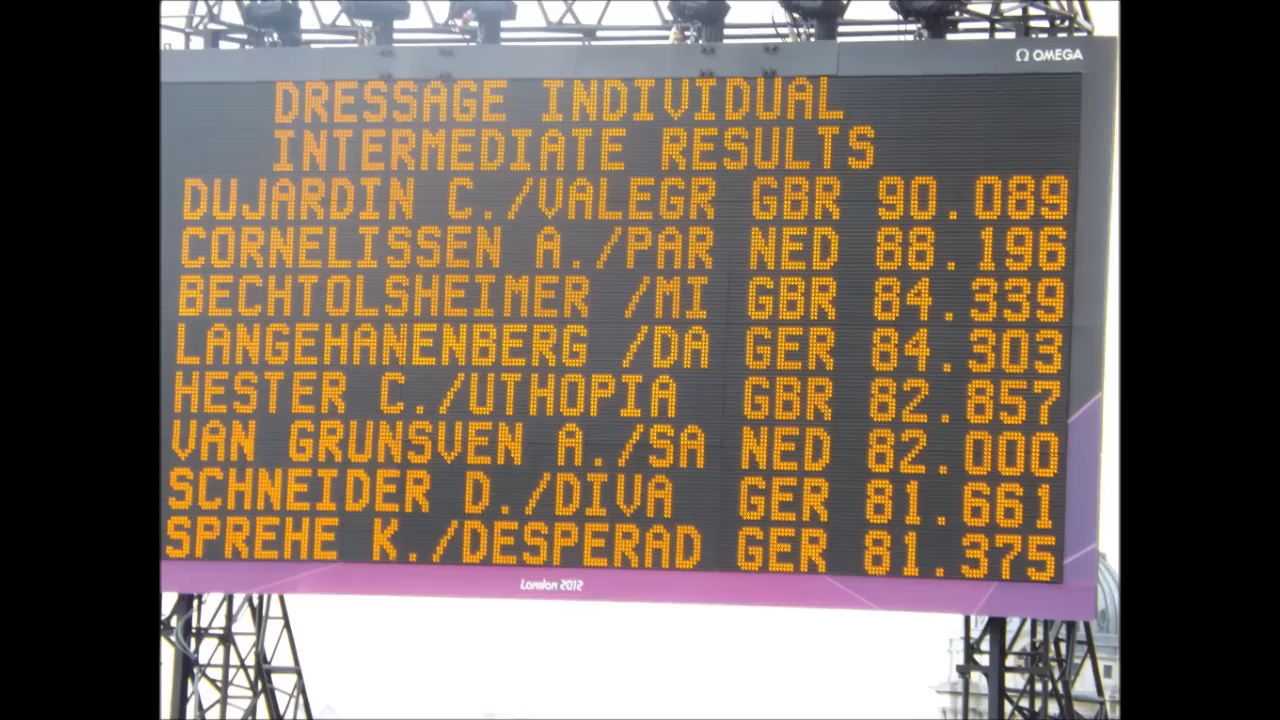 Ω OMEGA
DRESSAGE INDIVIDUAL
INTERMEDIATE RESULTS
DUJARDIN C./VALEGR GBR 90.089
CORNELISSEN A./PAR NED 88.196
BECHTOLSHEIMER /MI GBR 84.339
LANGEHANENBERG /DA GER 84.303
HESTER C./UTHOPIA GBR 82.857
VAN GRUNSVEN A./SA NED 82.000
SCHNEIDER D./DIVA GER 81.661
SPREHE K./DESPERAD GER 81.375
London 2012